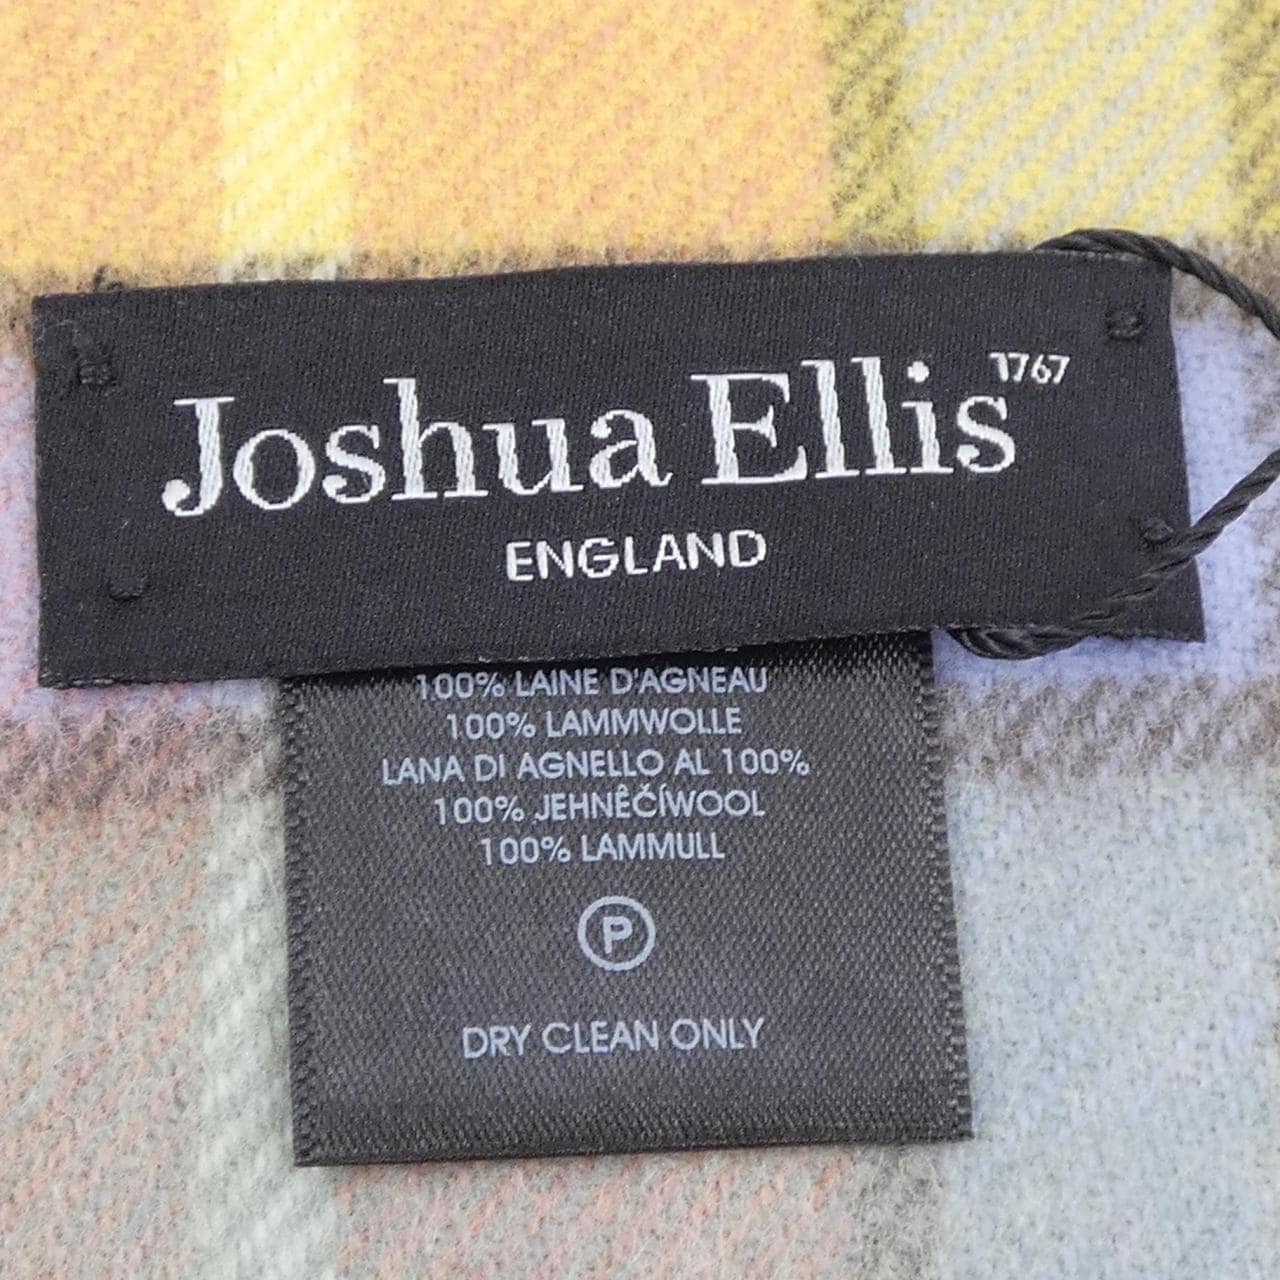 Joshua Ellis 1767
ENGLAND
100% LAINE D'AGNEAU
100% LAMMWOLLE
LANA DI AGNELLO AL 100%
100% JEHNÊČÍWOOL
100% LAMMULL
P
DRY CLEAN ONLY